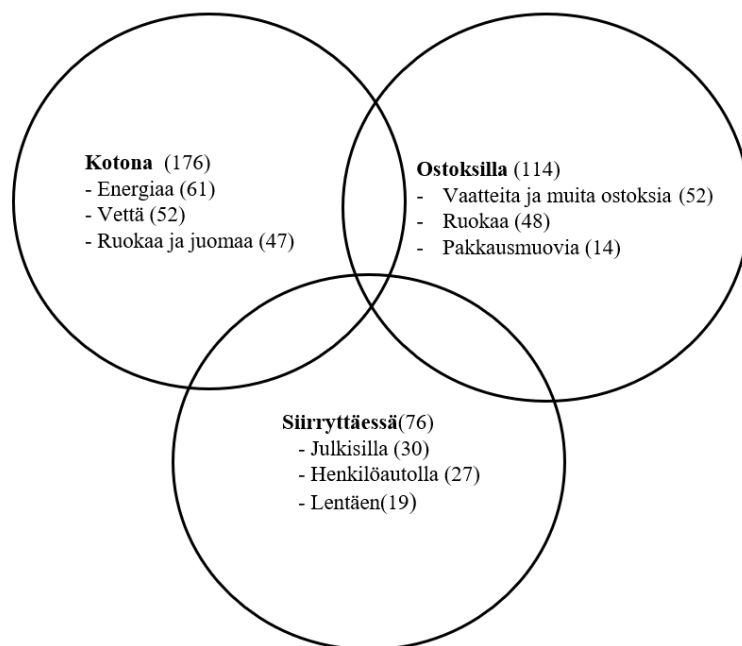 Kotona (176)
- Energiaa (61)
- Vettä (52)
- Ruokaa ja juomaa (47)
Ostoksilla (114)
- Vaatteita ja muita ostoksia (52)
- Ruokaa (48)
- Pakkausmuovia (14)
Siirryttäessä(76)
- Julkisilla (30)
- Henkilöautolla (27)
- Lentäen(19)